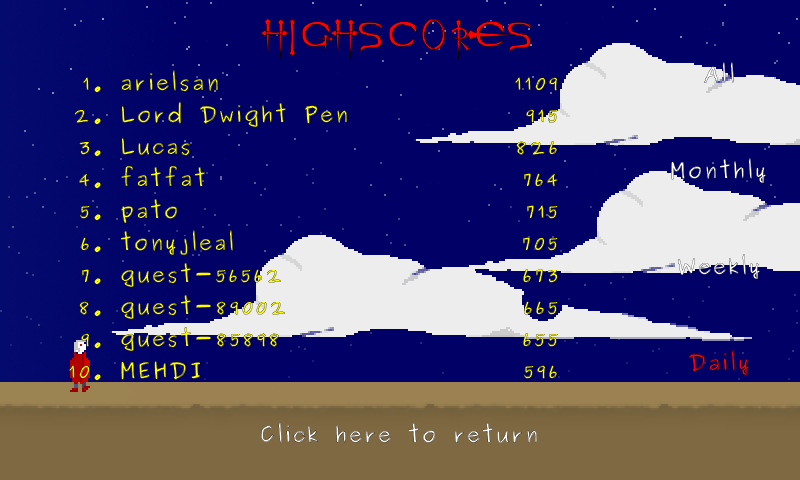 HIGHSCORES
All
1. arielsan 1109
2. Lord Dwight Pen 915
3. Lucas 826
Monthly
4. fatfat 764
5. pato 715
6. tonyjleal 705
Weekly
7. guest-56562 673
8. guest-89002 665
9. guest-85898 655
Daily
10. MEHDI 596
Click here to return